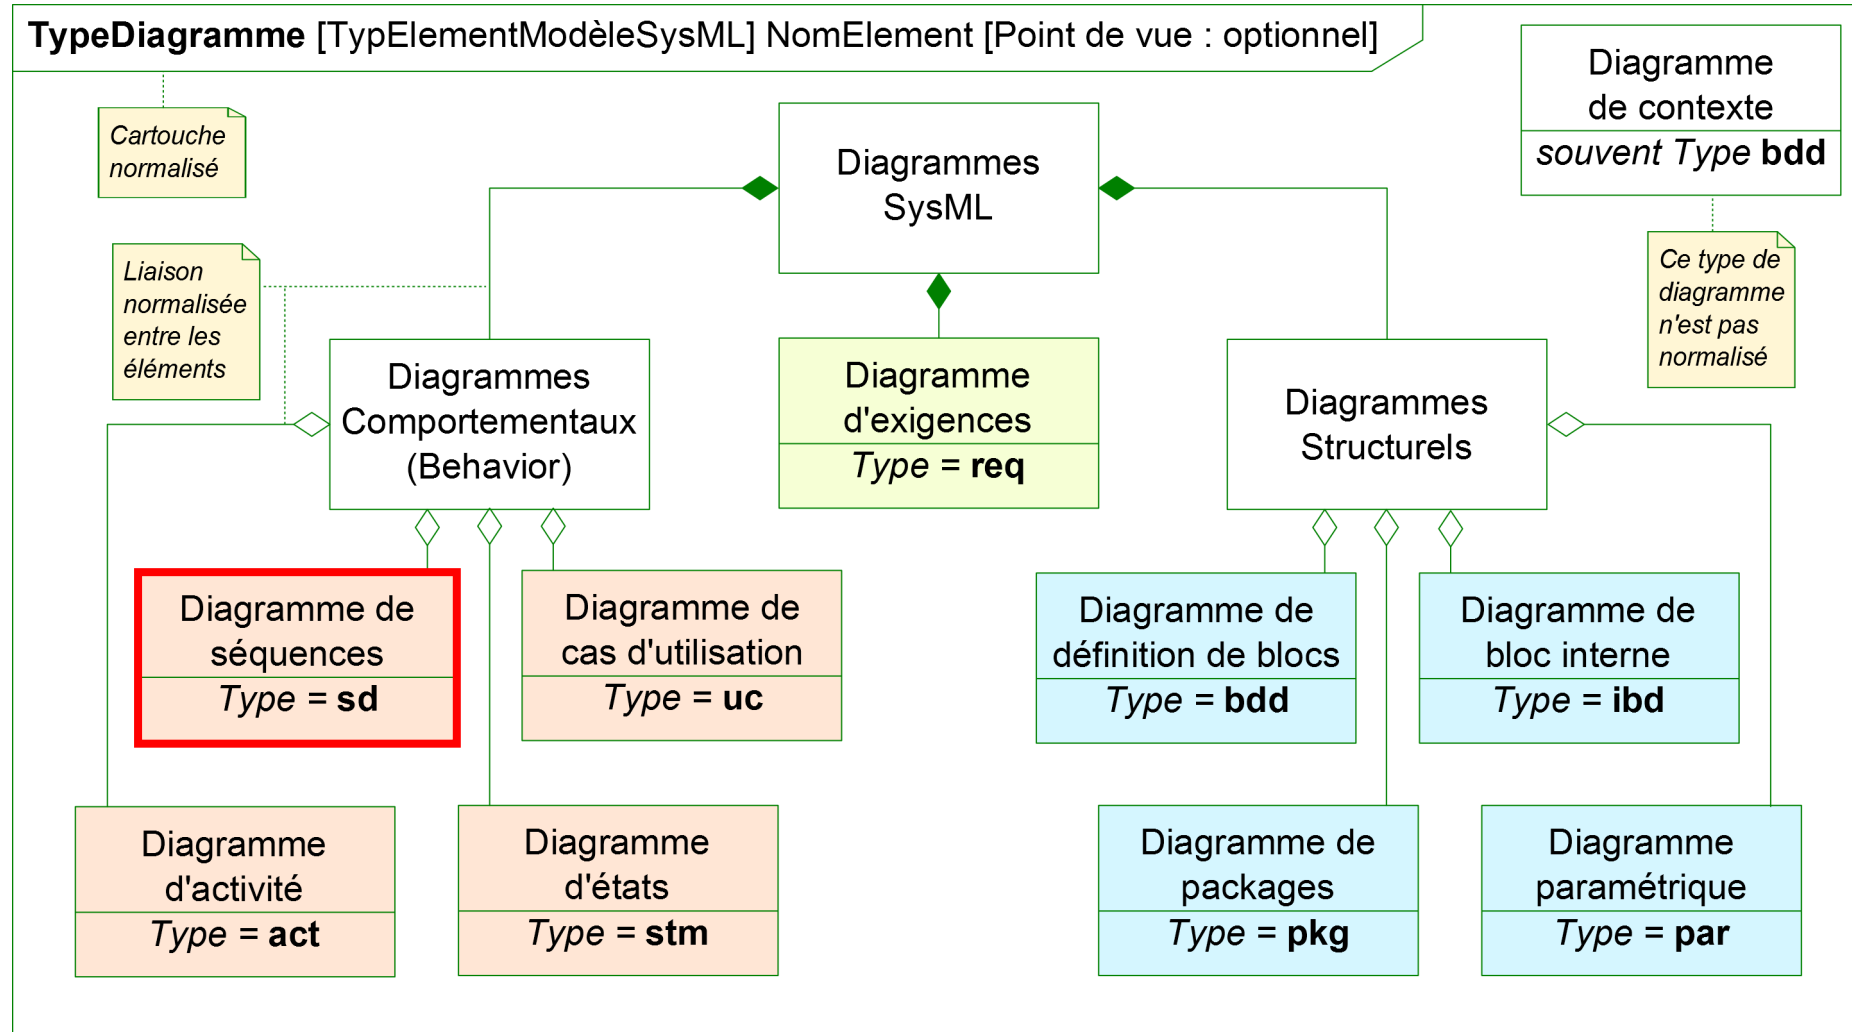 TypeDiagramme [TypElementModèleSysML] NomElement [Point de vue : optionnel]
Diagramme
de contexte
souvent Type bdd
Cartouche
normalisé
Diagrammes
SysML
Liaison
normalisée
entre les
éléments
Ce type de
diagramme
n'est pas
normalisé
Diagrammes
Comportementaux
(Behavior)
Diagramme
d'exigences
Type = req
Diagrammes
Structurels
Diagramme de
séquences
Type = sd
Diagramme de
cas d'utilisation
Type = uc
Diagramme de
définition de blocs
Type = bdd
Diagramme de
bloc interne
Type = ibd
Diagramme
d'activité
Type = act
Diagramme
d'états
Type = stm
Diagramme de
packages
Type = pkg
Diagramme
paramétrique
Type = par